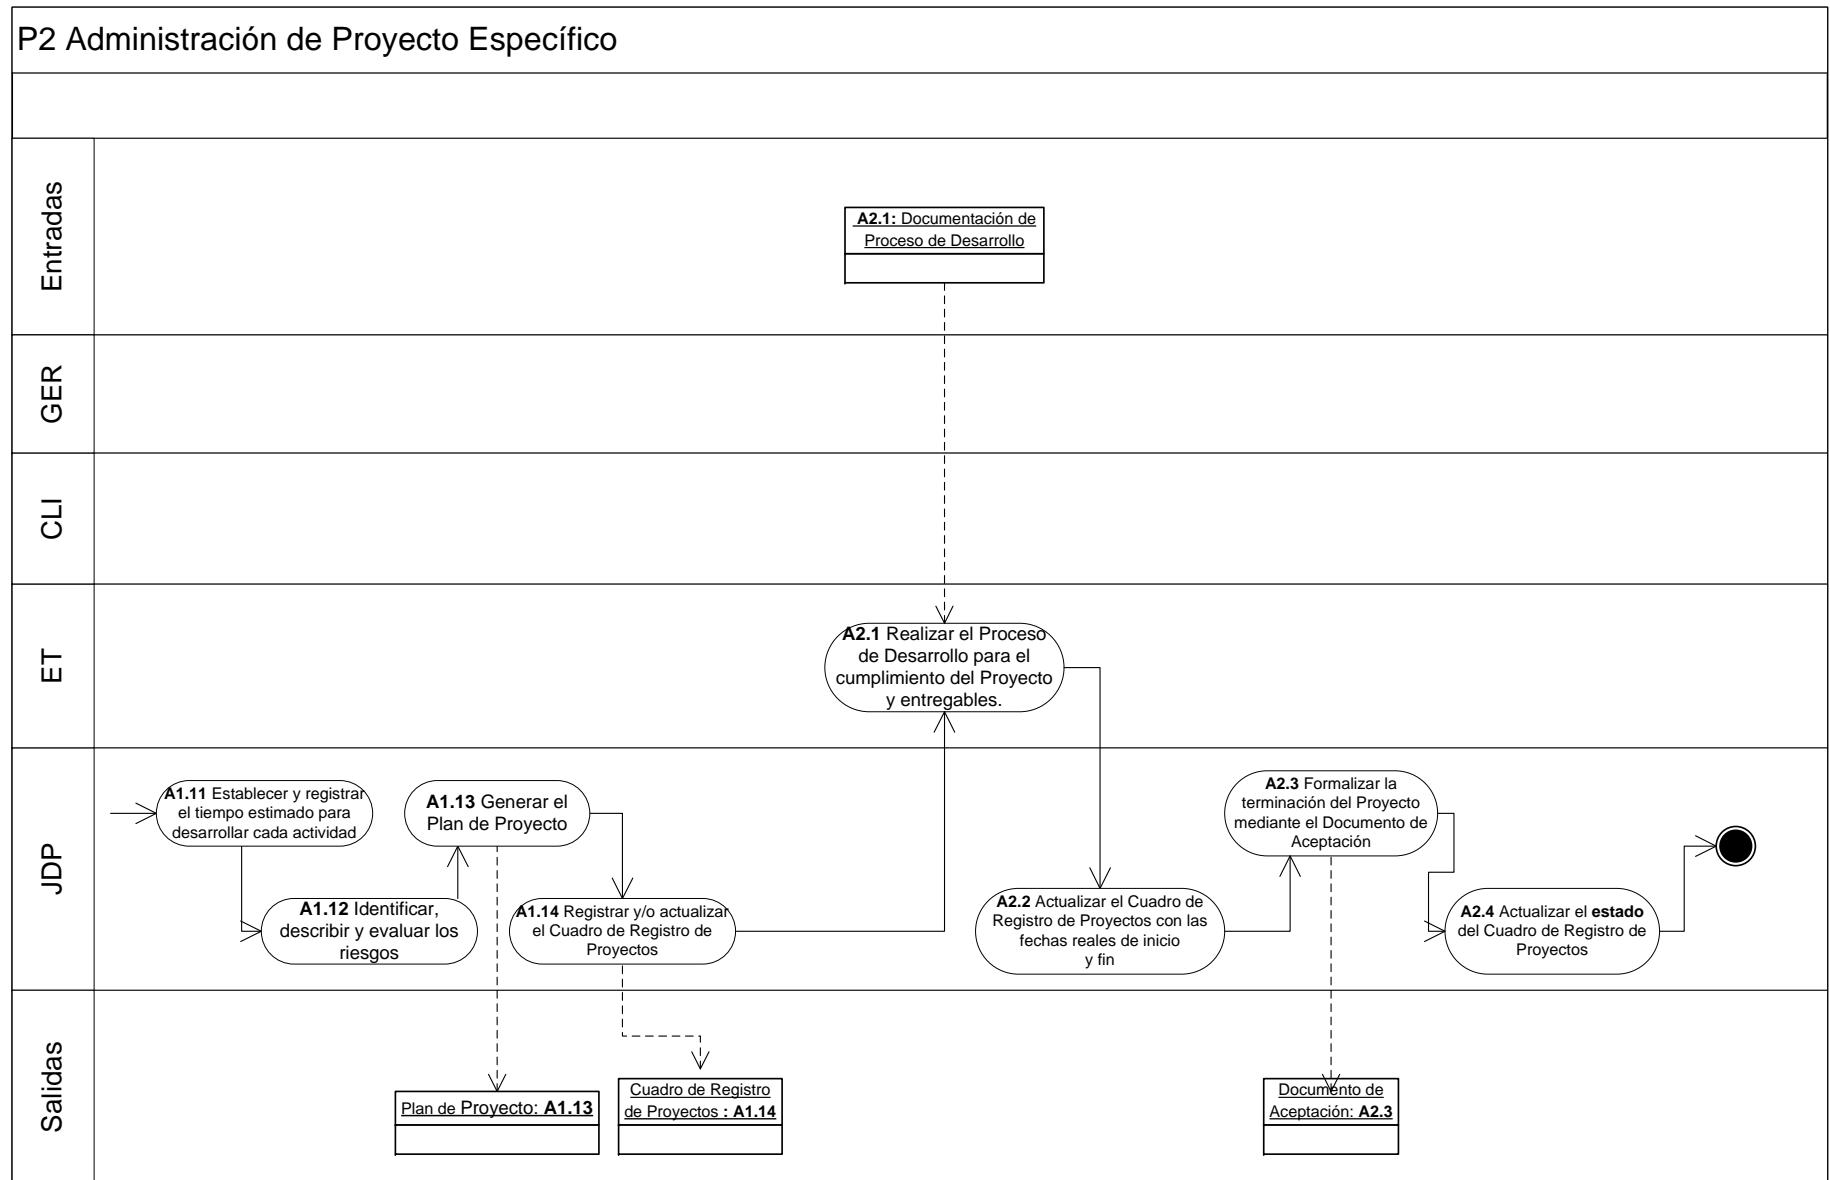 P2 Administración de Proyecto Específico
Entradas
A2.1: Documentación de
Proceso de Desarrollo
GER
CLI
ET
A2.1 Realizar el Proceso
de Desarrollo para el
cumplimiento del Proyecto
y entregables.
JDP
A1.11 Establecer y registrar
el tiempo estimado para
desarrollar cada actividad
A1.12 Identificar,
describir y evaluar los
riesgos
A1.13 Generar el
Plan de Proyecto
A1.14 Registrar y/o actualizar
el Cuadro de Registro de
Proyectos
A2.2 Actualizar el Cuadro de
Registro de Proyectos con las
fechas reales de inicio
y fin
A2.3 Formalizar la
terminación del Proyecto
mediante el Documento de
Aceptación
A2.4 Actualizar el estado
del Cuadro de Registro de
Proyectos
Salidas
Plan de Proyecto: A1.13
Cuadro de Registro
de Proyectos : A1.14
Documento de
Aceptación: A2.3